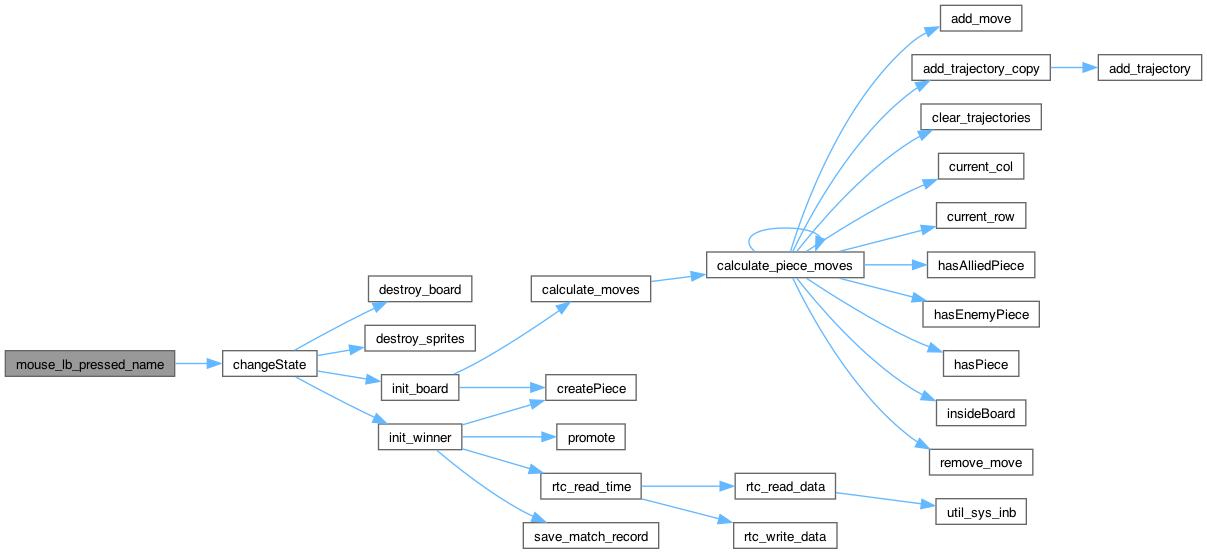 add_move
add_trajectory_copy
add_trajectory
clear_trajectories
current_col
current_row
calculate_piece_moves
hasAlliedPiece
destroy_board
calculate_moves
hasEnemyPiece
destroy_sprites
mouse_lb_pressed_name
changeState
hasPiece
init_board
createPiece
insideBoard
init_winner
promote
remove_move
rtc_read_time
rtc_read_data
util_sys_inb
save_match_record
rtc_write_data